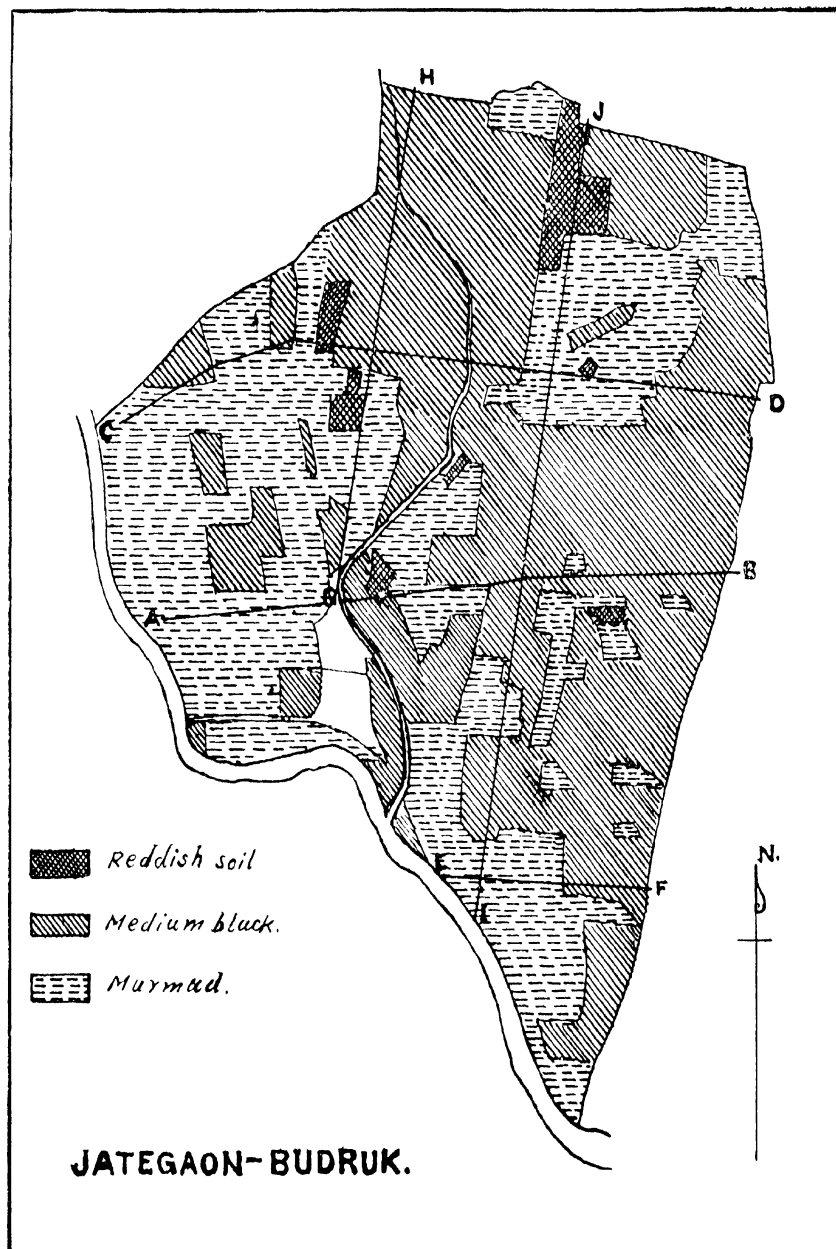 H
J
D
C
B
G
A
E
F
I
N.
Reddish soil
Medium black.
Murmad.
JATEGAON-BUDRUK.